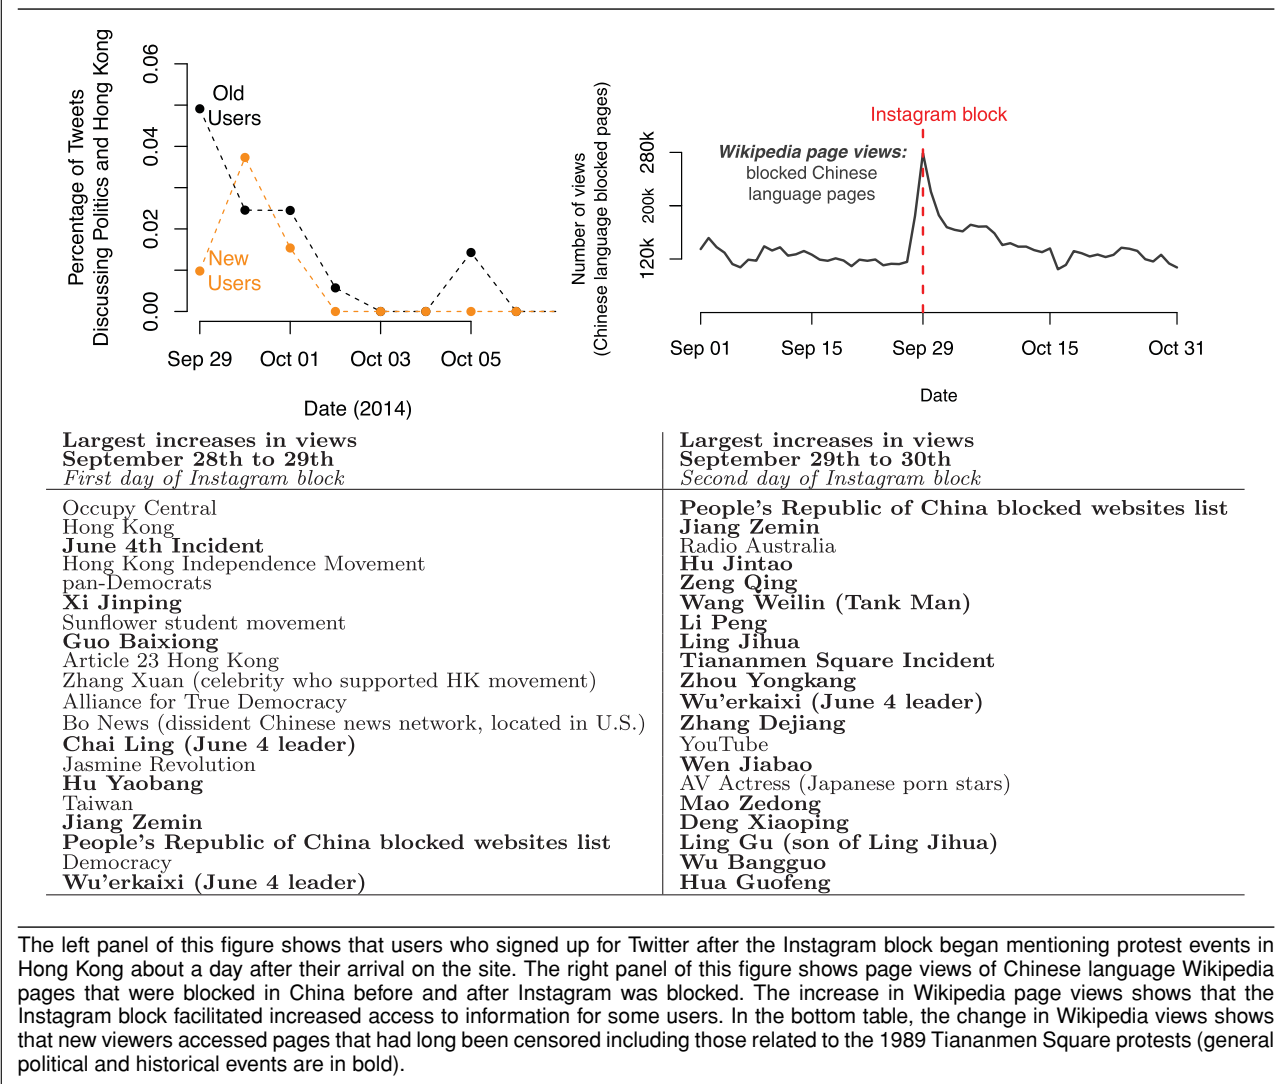 Percentage of Tweets
Discussing Politics and Hong Kong
0.06
0.04
0.02
0.00
Old
Users
New
Users
Sep 29
Oct 01
Oct 03
Oct 05
Date (2014)
Number of views
(Chinese language blocked pages)
280k
200k
120k
Instagram block
Wikipedia page views:
blocked Chinese
language pages
Sep 01
Sep 15
Sep 29
Oct 15
Oct 31
Date
Largest increases in views
September 28th to 29th
First day of Instagram block
Occupy Central
Hong Kong
June 4th Incident
Hong Kong Independence Movement
pan-Democrats
Xi Jinping
Sunflower student movement
Guo Baixiong
Article 23 Hong Kong
Zhang Xuan (celebrity who supported HK movement)
Alliance for True Democracy
Bo News (dissident Chinese news network, located in U.S.)
Chai Ling (June 4 leader)
Jasmine Revolution
Hu Yaobang
Taiwan
Jiang Zemin
People's Republic of China blocked websites list
Democracy
Wu'erkaixi (June 4 leader)
Largest increases in views
September 29th to 30th
Second day of Instagram block
People's Republic of China blocked websites list
Jiang Zemin
Radio Australia
Hu Jintao
Zeng Qing
Wang Weilin (Tank Man)
Li Peng
Ling Jihua
Tiananmen Square Incident
Zhou Yongkang
Wu'erkaixi (June 4 leader)
Zhang Dejiang
YouTube
Wen Jiabao
AV Actress (Japanese porn stars)
Mao Zedong
Deng Xiaoping
Ling Gu (son of Ling Jihua)
Wu Bangguo
Hua Guofeng
The left panel of this figure shows that users who signed up for Twitter after the Instagram block began mentioning protest events in
Hong Kong about a day after their arrival on the site. The right panel of this figure shows page views of Chinese language Wikipedia
pages that were blocked in China before and after Instagram was blocked. The increase in Wikipedia page views shows that the
Instagram block facilitated increased access to information for some users. In the bottom table, the change in Wikipedia views shows
that new viewers accessed pages that had long been censored including those related to the 1989 Tiananmen Square protests (general
political and historical events are in bold).